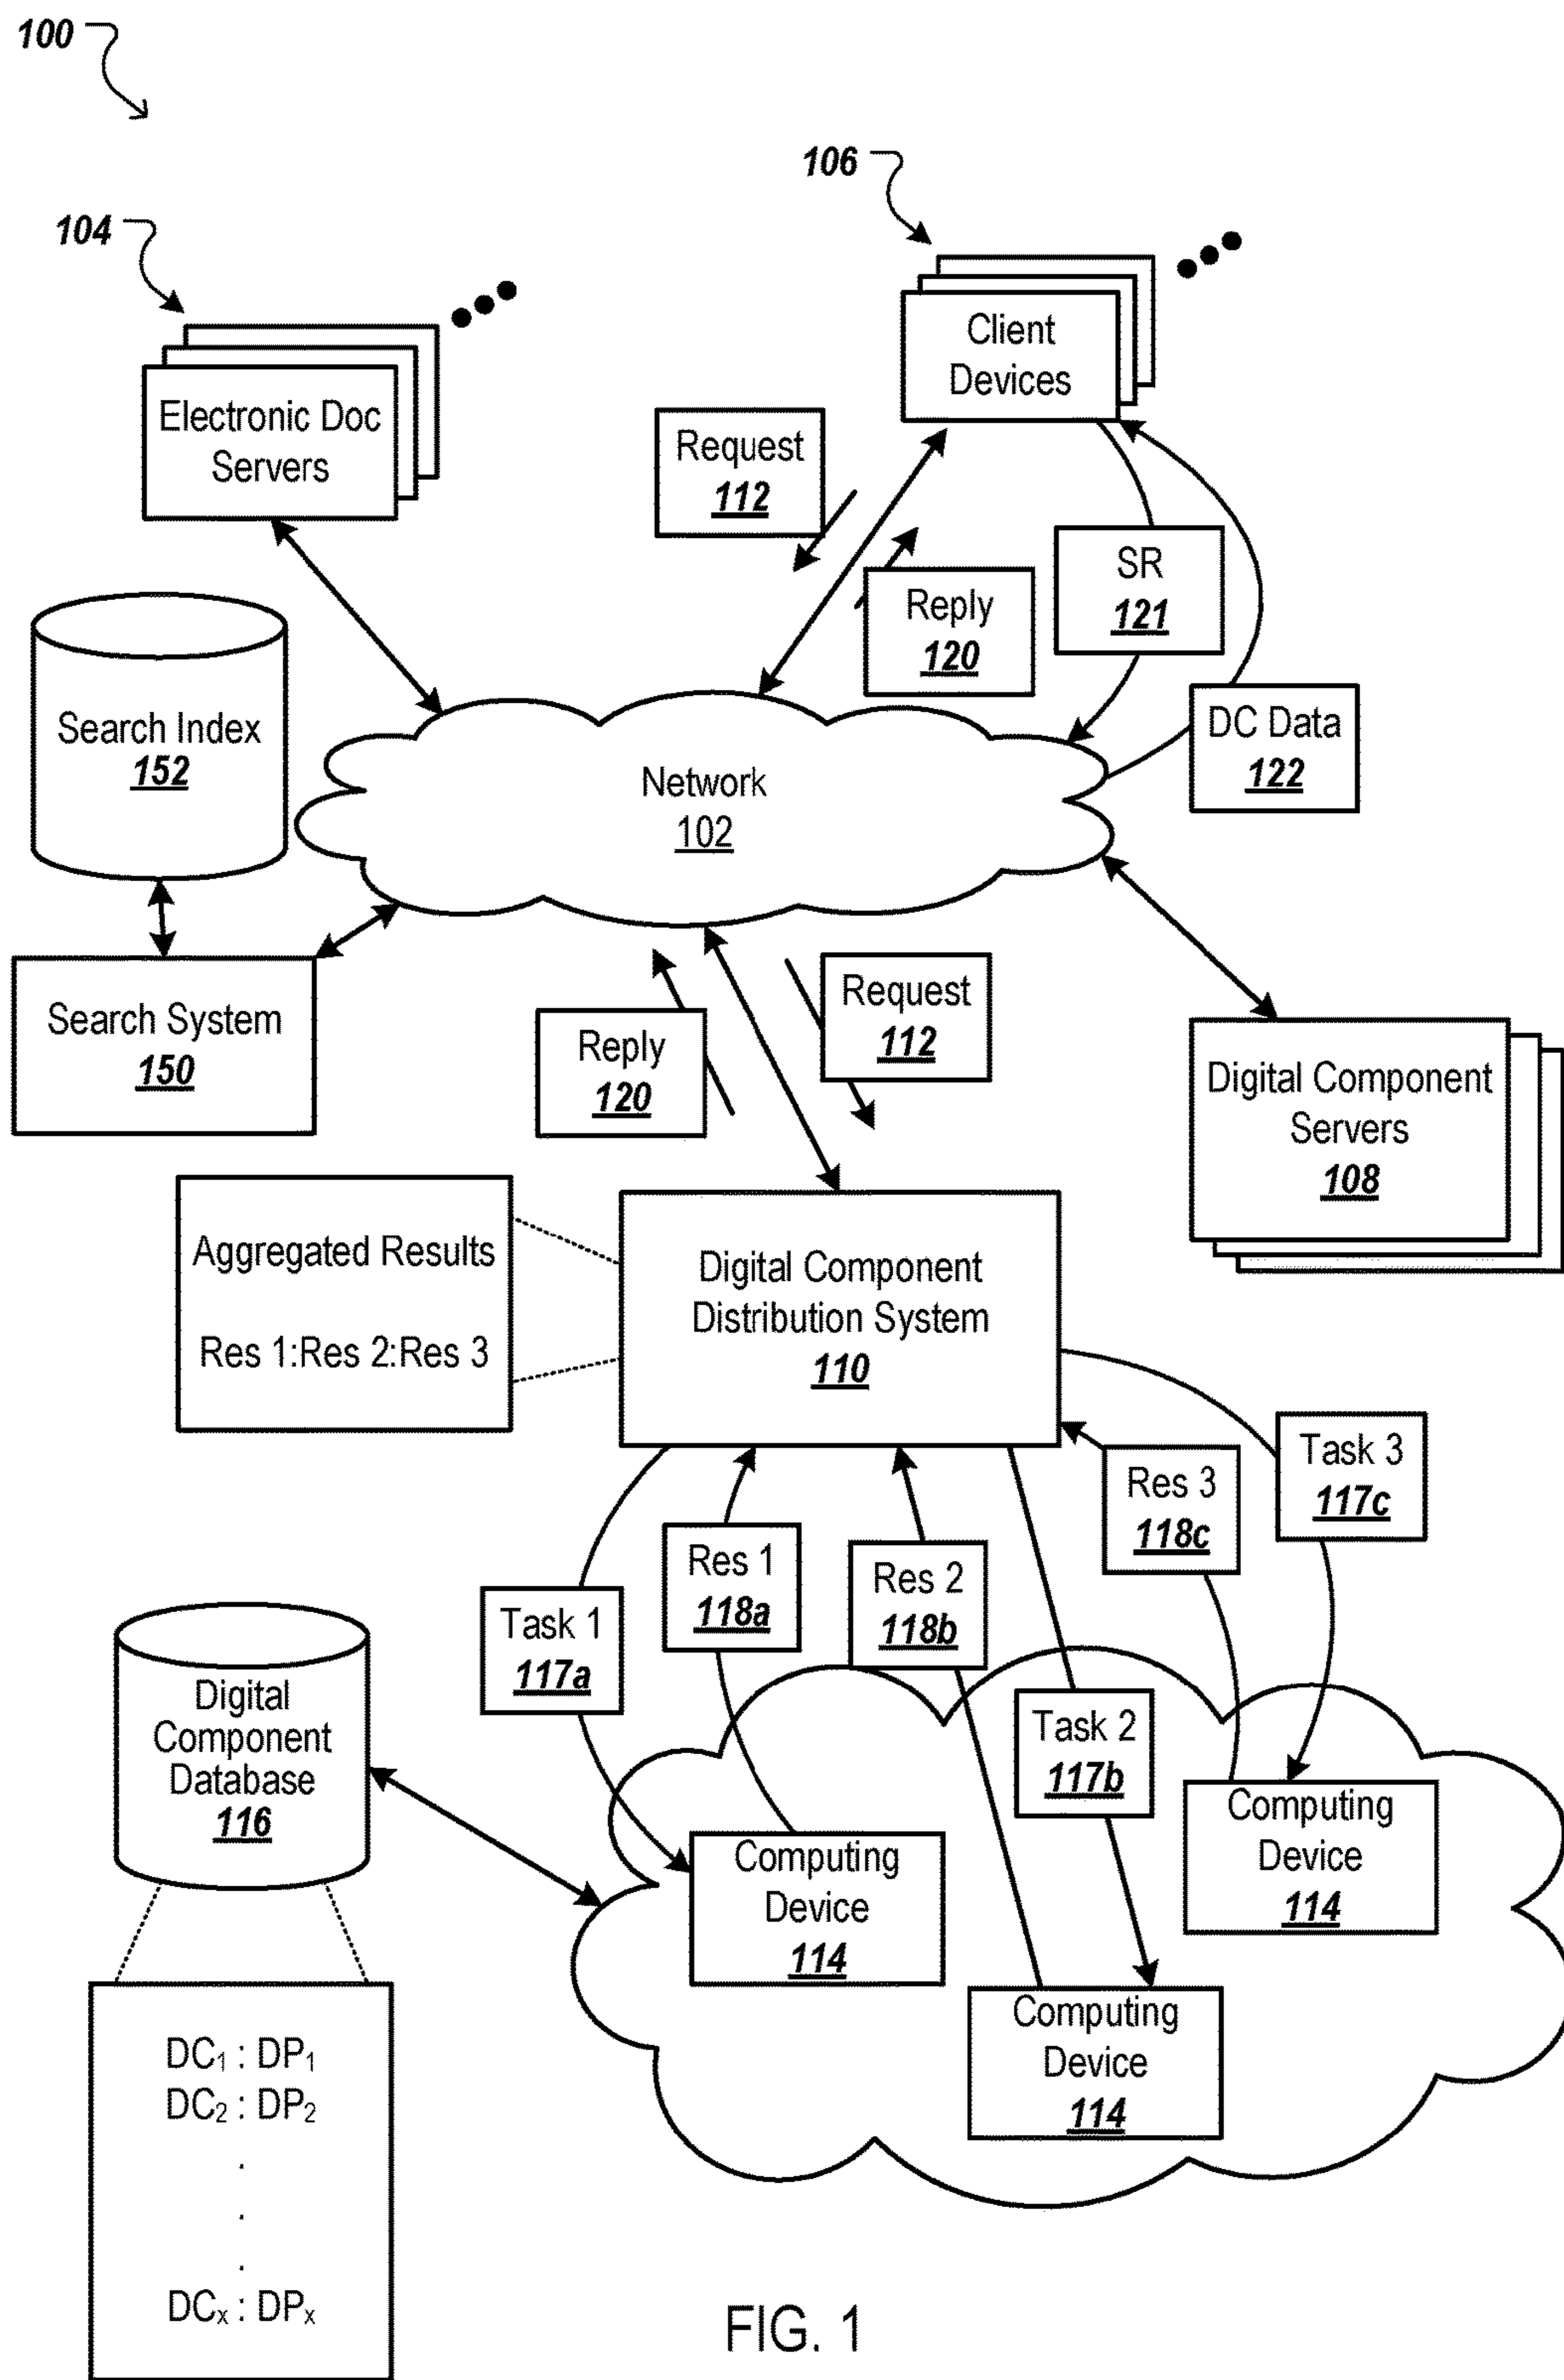 100
106
104
Client
Devices
Electronic Doc
Servers
Request
112
SR
121
Reply
120
Search Index
152
DC Data
122
Network
102
Search System
150
Reply
120
Request
112
Digital Component
Servers
108
Aggregated Results
Res 1:Res 2:Res 3
Digital Component
Distribution System
110
Task 3
117c
Res 3
118c
Res 1
118a
Res 2
118b
Task 1
117a
Digital
Component
Database
116
Task 2
117b
Computing
Device
114
Computing
Device
114
Computing
Device
114
DC₁ : DP₁
DC₂ : DP₂
.
.
.
DCₓ : DPₓ
FIG. 1